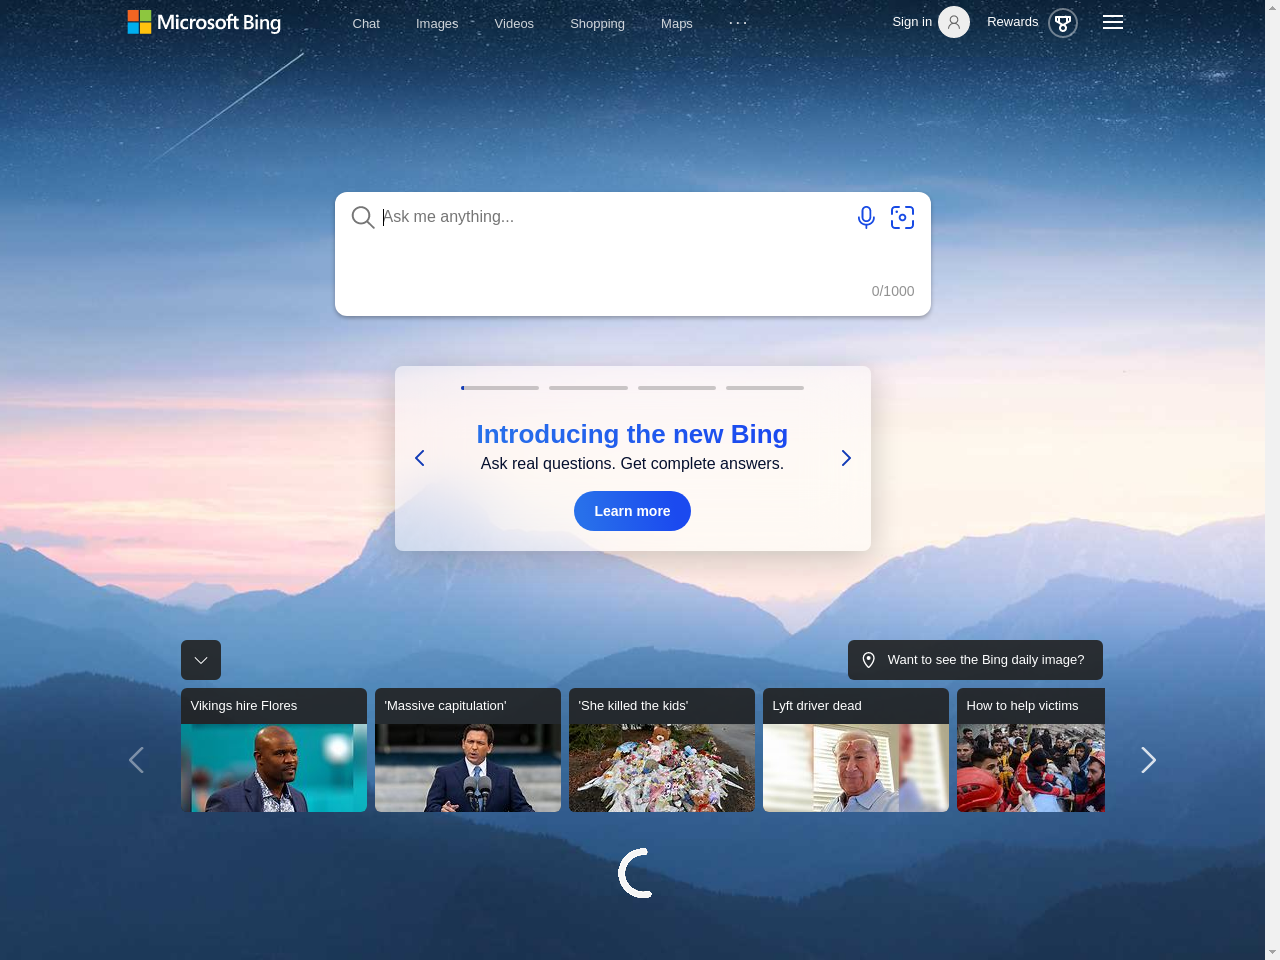 Microsoft Bing
Chat
Images
Videos
Shopping
Maps
...
Sign in
Rewards
Ask me anything...
0/1000
Introducing the new Bing
Ask real questions. Get complete answers.
Learn more
Want to see the Bing daily image?
Vikings hire Flores
'Massive capitulation'
'She killed the kids'
Lyft driver dead
How to help victims